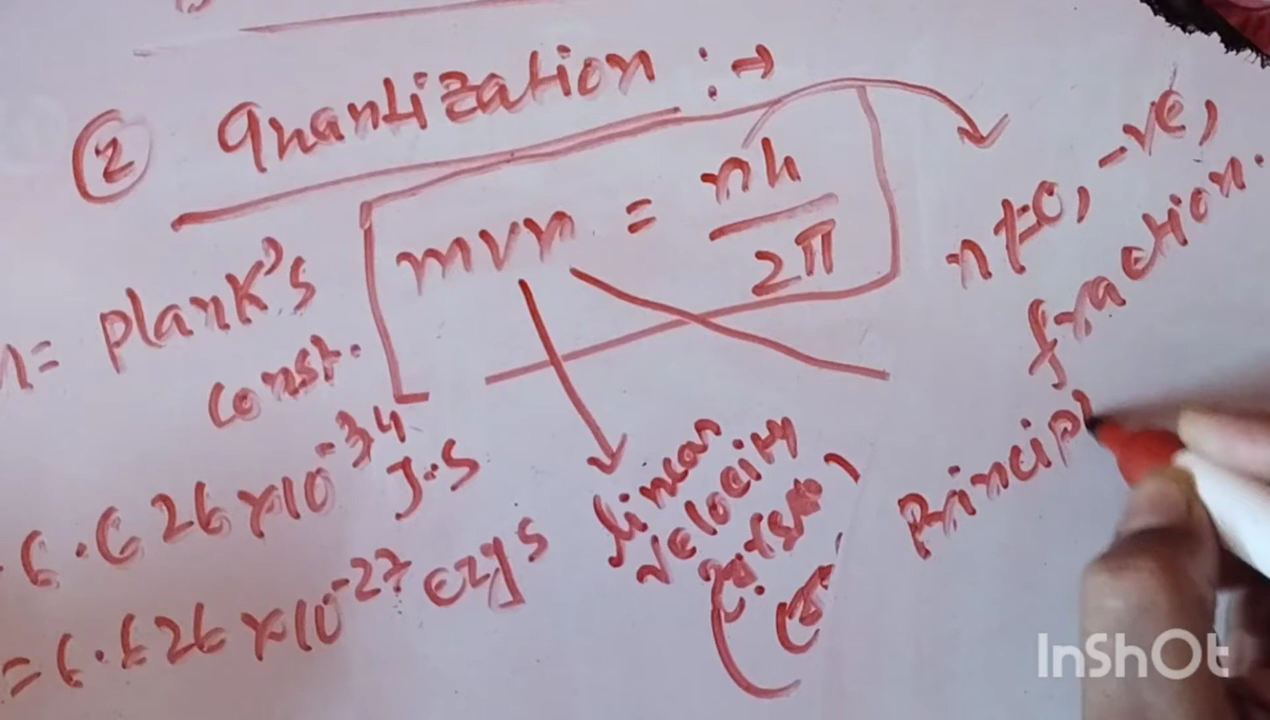 ② Quantization :→
mvr = nh/2π
n≠0, -ve,
fraction.
h = plank's
const.
6.626×10⁻³⁴
J.s
= 6.626×10⁻²⁷ ergs
linear
velocity
Princip
InShOt